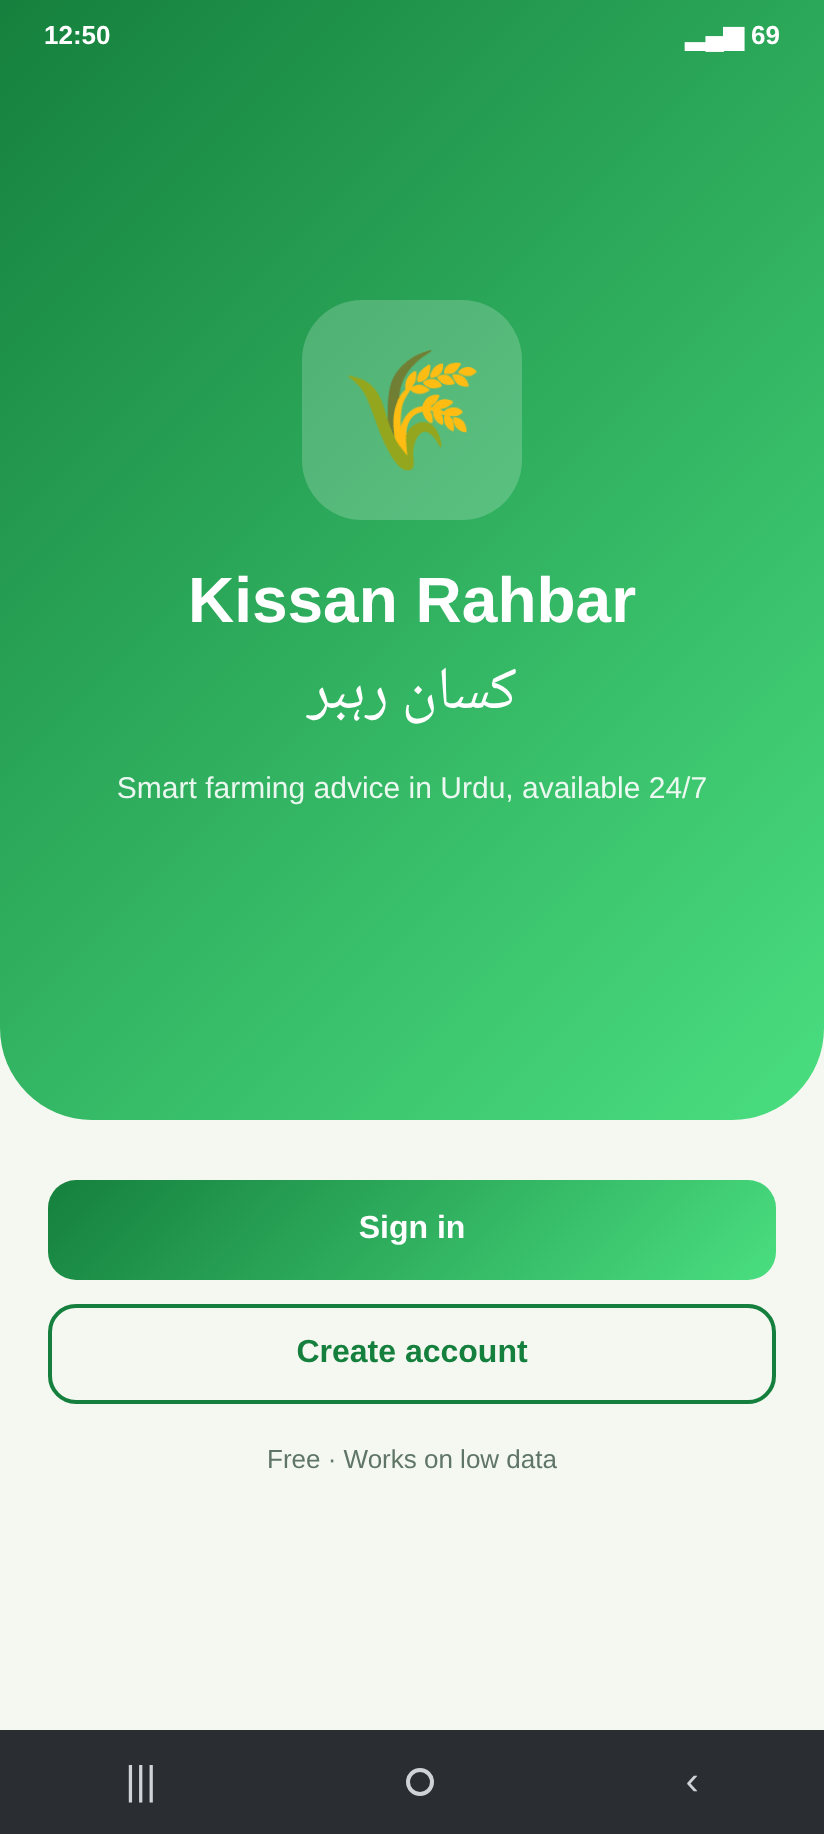 12:50
69
Kissan Rahbar
کسان رہبر
Smart farming advice in Urdu, available 24/7
Sign in
Create account
Free · Works on low data